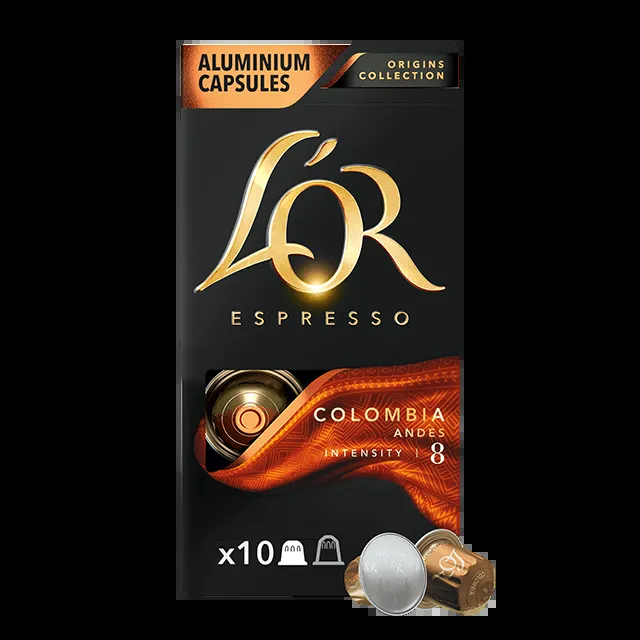 ALUMINIUM
CAPSULES
ORIGINS
COLLECTION
L'OR
ESPRESSO
COLOMBIA
ANDES
INTENSITY | 8
x10